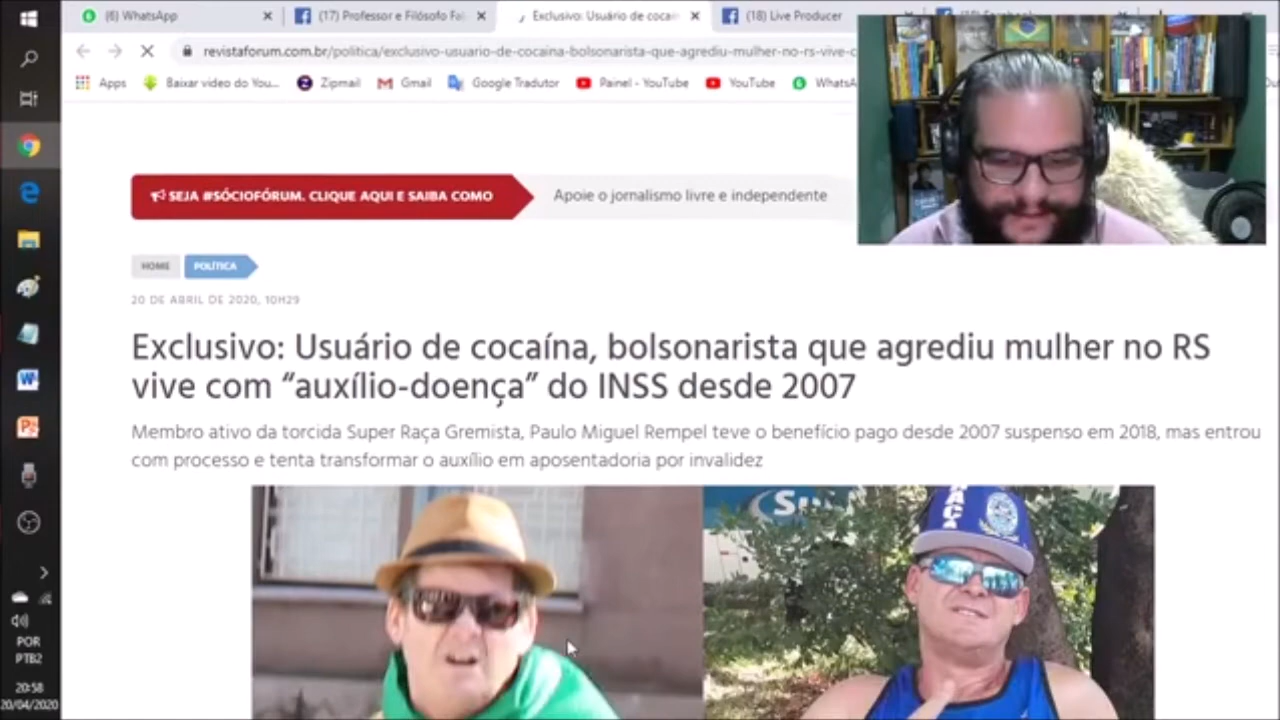 (6) WhatsApp
(17) Professor e Filósofo Fa
Exclusivo: Usuário de cocaín
(18) Live Producer
revistaforum.com.br/politica/exclusivo-usuario-de-cocaina-bolsonarista-que-agrediu-mulher-no-rs-vive-c
Apps
Baixar video do You...
Zipmail
Gmail
Google Tradutor
Painel - YouTube
YouTube
WhatsA
SEJA #SÓCIOFÓRUM. CLIQUE AQUI E SAIBA COMO
Apoie o jornalismo livre e independente
HOME
POLÍTICA
20 DE ABRIL DE 2020, 10H29
Exclusivo: Usuário de cocaína, bolsonarista que agrediu mulher no RS
vive com “auxílio-doença” do INSS desde 2007
Membro ativo da torcida Super Raça Gremista, Paulo Miguel Rempel teve o benefício pago desde 2007 suspenso em 2018, mas entrou
com processo e tenta transformar o auxílio em aposentadoria por invalidez
RAÇA
POR
PTB2
20:58
20/04/2020